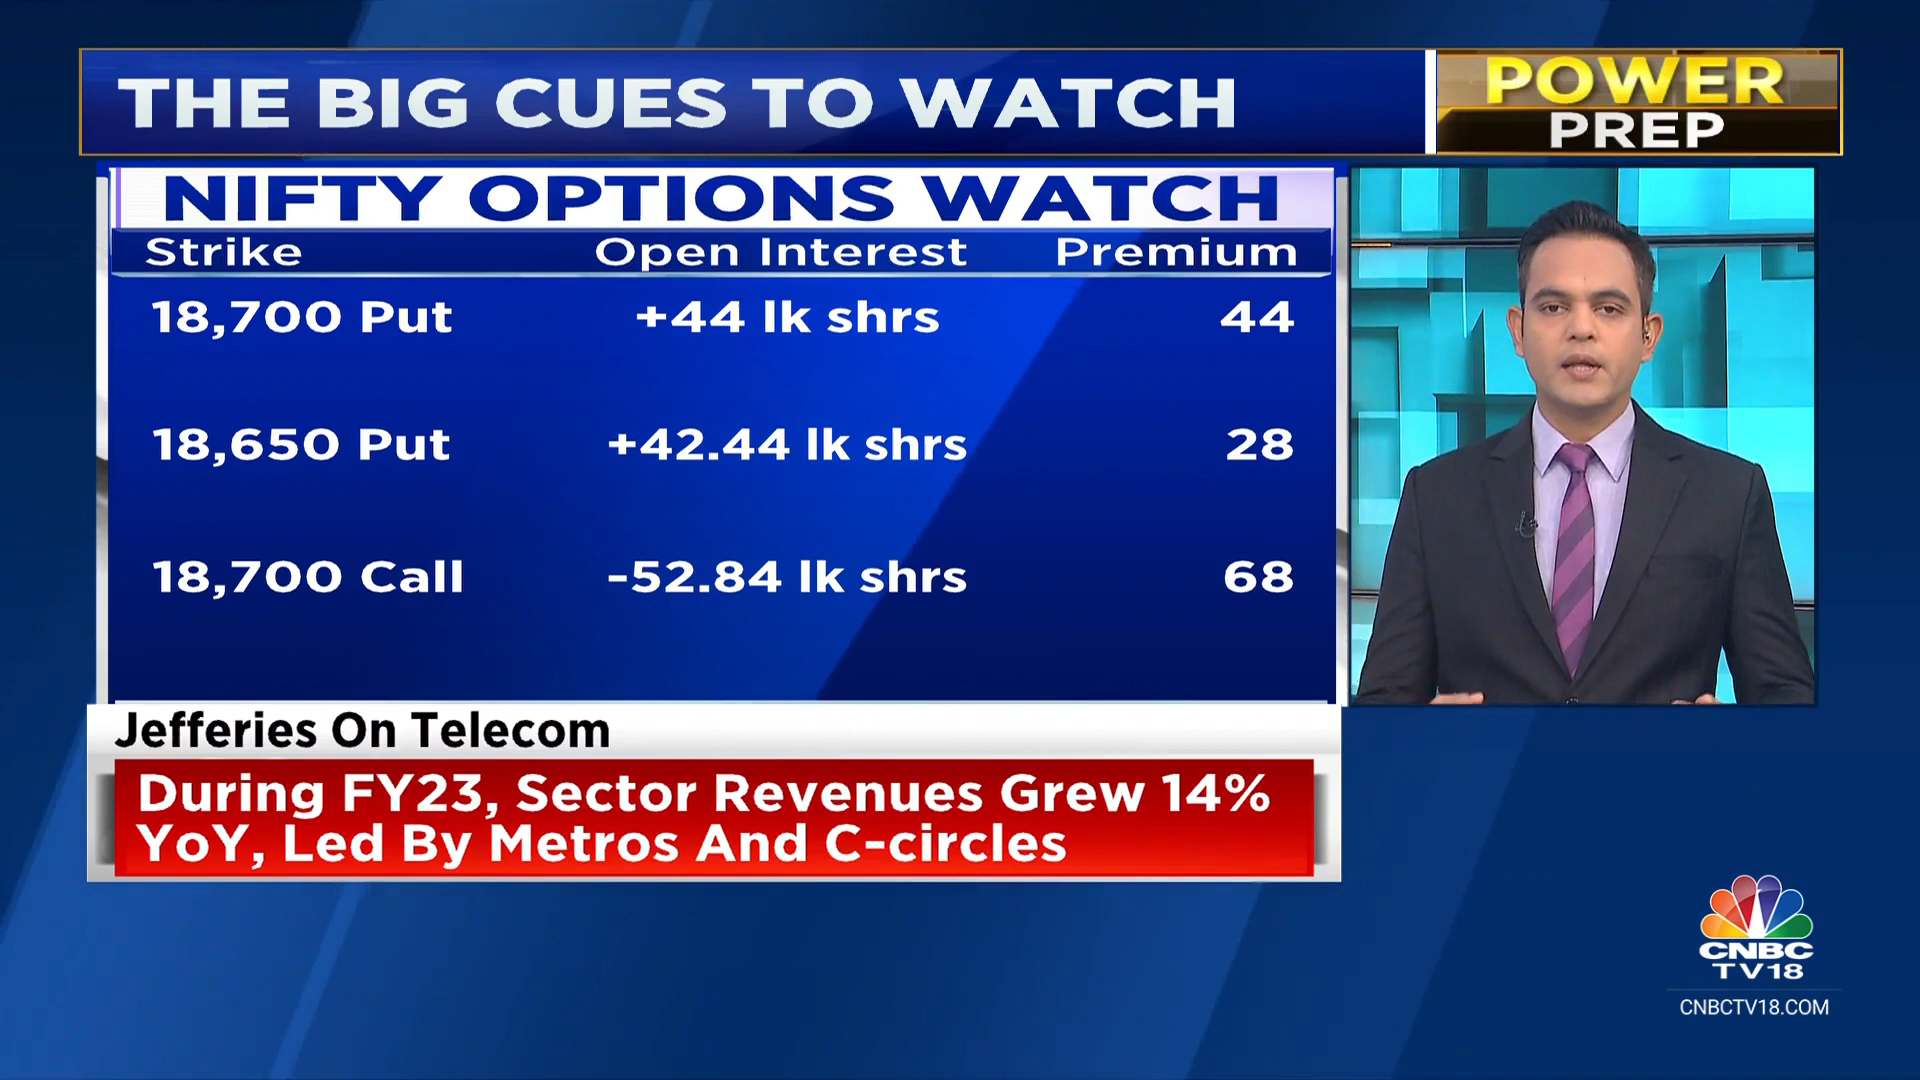 THE BIG CUES TO WATCH
POWER
PREP
NIFTY OPTIONS WATCH
Strike Open Interest Premium
18,700 Put +44 lk shrs 44
18,650 Put +42.44 lk shrs 28
18,700 Call -52.84 lk shrs 68
Jefferies On Telecom
During FY23, Sector Revenues Grew 14%
YoY, Led By Metros And C-circles
CNBC
TV18
CNBCTV18.COM